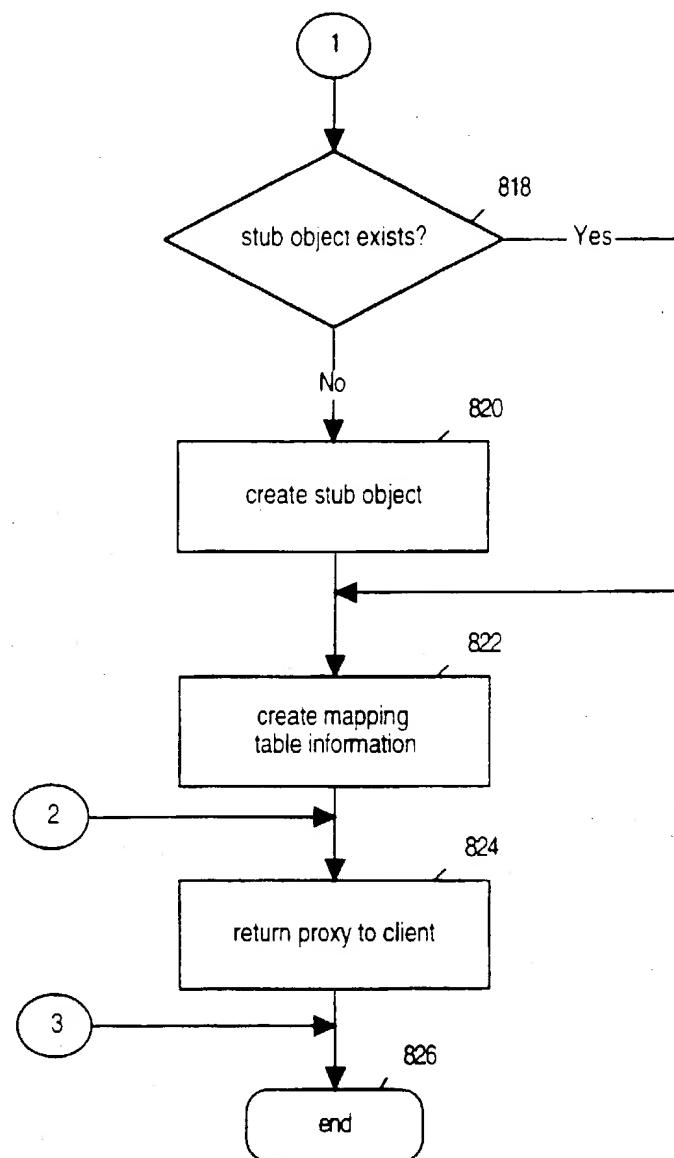 1
818
stub object exists?
Yes
No
820
create stub object
822
create mapping
table information
2
824
return proxy to client
3
826
end